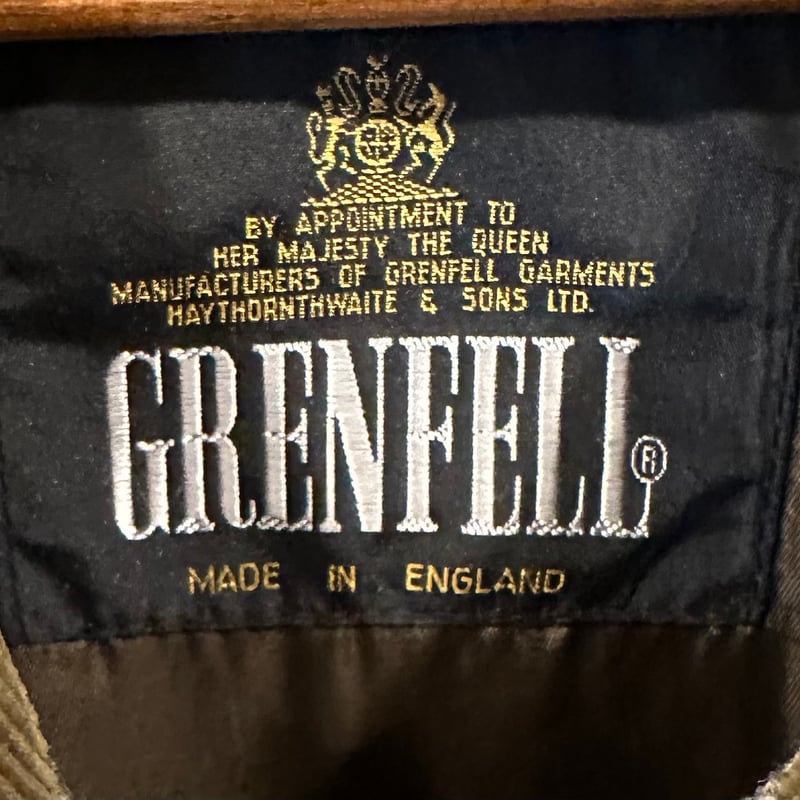 BY APPOINTMENT TO
HER MAJESTY THE QUEEN
MANUFACTURERS OF GRENFELL GARMENTS
HAYTHORNTHWAITE & SONS LTD.
GRENFELL ®
MADE IN ENGLAND